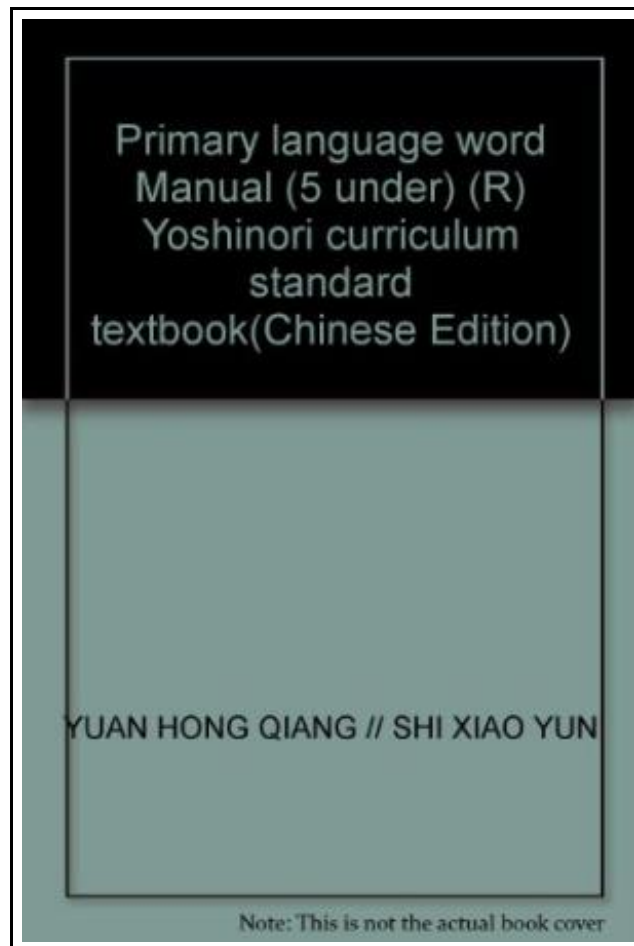 Primary language word
Manual (5 under) (R)
Yoshinori curriculum
standard
textbook(Chinese Edition)
YUAN HONG QIANG // SHI XIAO YUN
Note: This is not the actual book cover